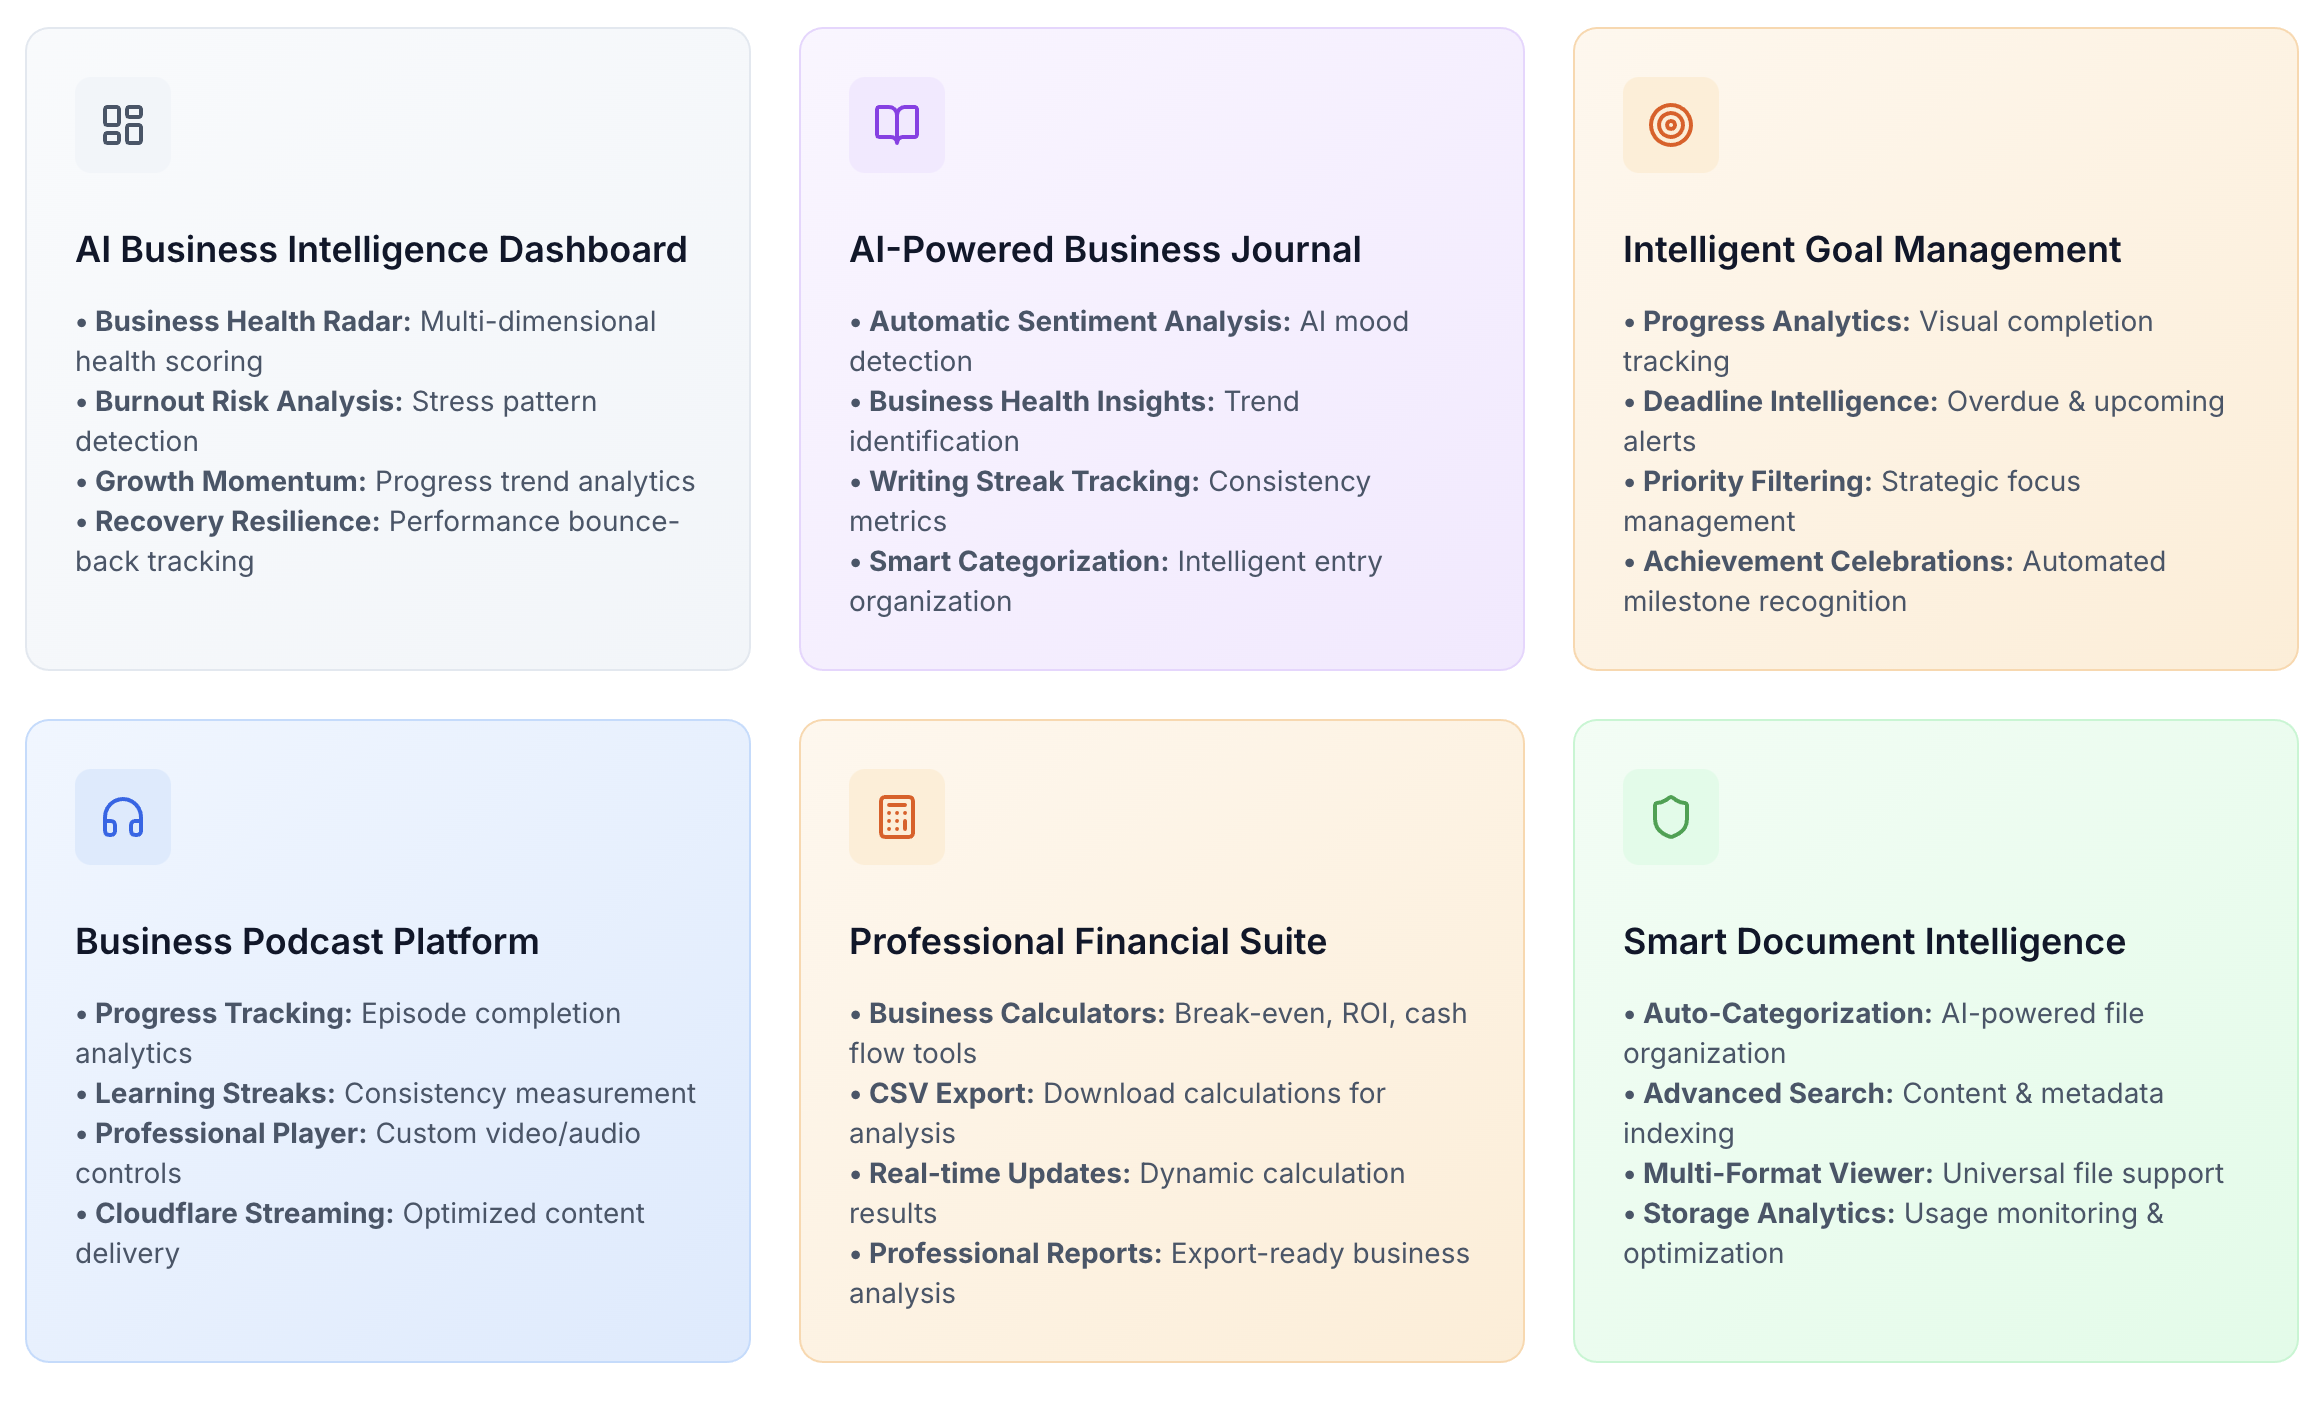 AI Business Intelligence Dashboard
• Business Health Radar: Multi-dimensional
health scoring
• Burnout Risk Analysis: Stress pattern
detection
• Growth Momentum: Progress trend analytics
• Recovery Resilience: Performance bounce-
back tracking
AI-Powered Business Journal
• Automatic Sentiment Analysis: AI mood
detection
• Business Health Insights: Trend
identification
• Writing Streak Tracking: Consistency
metrics
• Smart Categorization: Intelligent entry
organization
Intelligent Goal Management
• Progress Analytics: Visual completion
tracking
• Deadline Intelligence: Overdue & upcoming
alerts
• Priority Filtering: Strategic focus
management
• Achievement Celebrations: Automated
milestone recognition
Business Podcast Platform
• Progress Tracking: Episode completion
analytics
• Learning Streaks: Consistency measurement
• Professional Player: Custom video/audio
controls
• Cloudflare Streaming: Optimized content
delivery
Professional Financial Suite
• Business Calculators: Break-even, ROI, cash
flow tools
• CSV Export: Download calculations for
analysis
• Real-time Updates: Dynamic calculation
results
• Professional Reports: Export-ready business
analysis
Smart Document Intelligence
• Auto-Categorization: AI-powered file
organization
• Advanced Search: Content & metadata
indexing
• Multi-Format Viewer: Universal file support
• Storage Analytics: Usage monitoring &
optimization